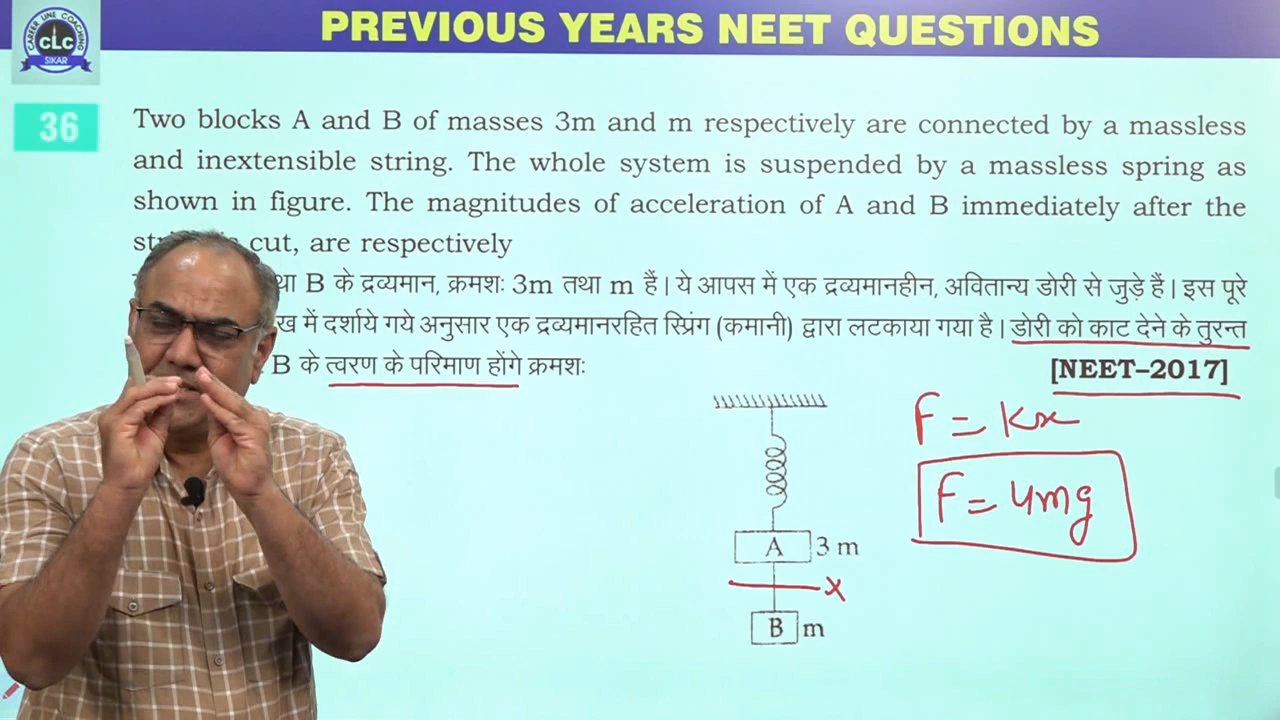 PREVIOUS YEARS NEET QUESTIONS
CAREER LINE COACHING
CLC
SIKAR
36
Two blocks A and B of masses 3m and m respectively are connected by a massless
and inextensible string. The whole system is suspended by a massless spring as
shown in figure. The magnitudes of acceleration of A and B immediately after the
cut, are respectively
B के द्रव्यमान, क्रमशः 3m तथा m हैं। ये आपस में एक द्रव्यमानहीन, अवितान्य डोरी से जुड़े हैं। इस पूरे
में दर्शाये गये अनुसार एक द्रव्यमानरहित स्प्रिंग (कमानी) द्वारा लटकाया गया है। डोरी को काट देने के तुरन्त
B के त्वरण के परिमाण होंगे क्रमशः
[NEET–2017]
F = Kx
F = 4mg
A 3 m
x
B m